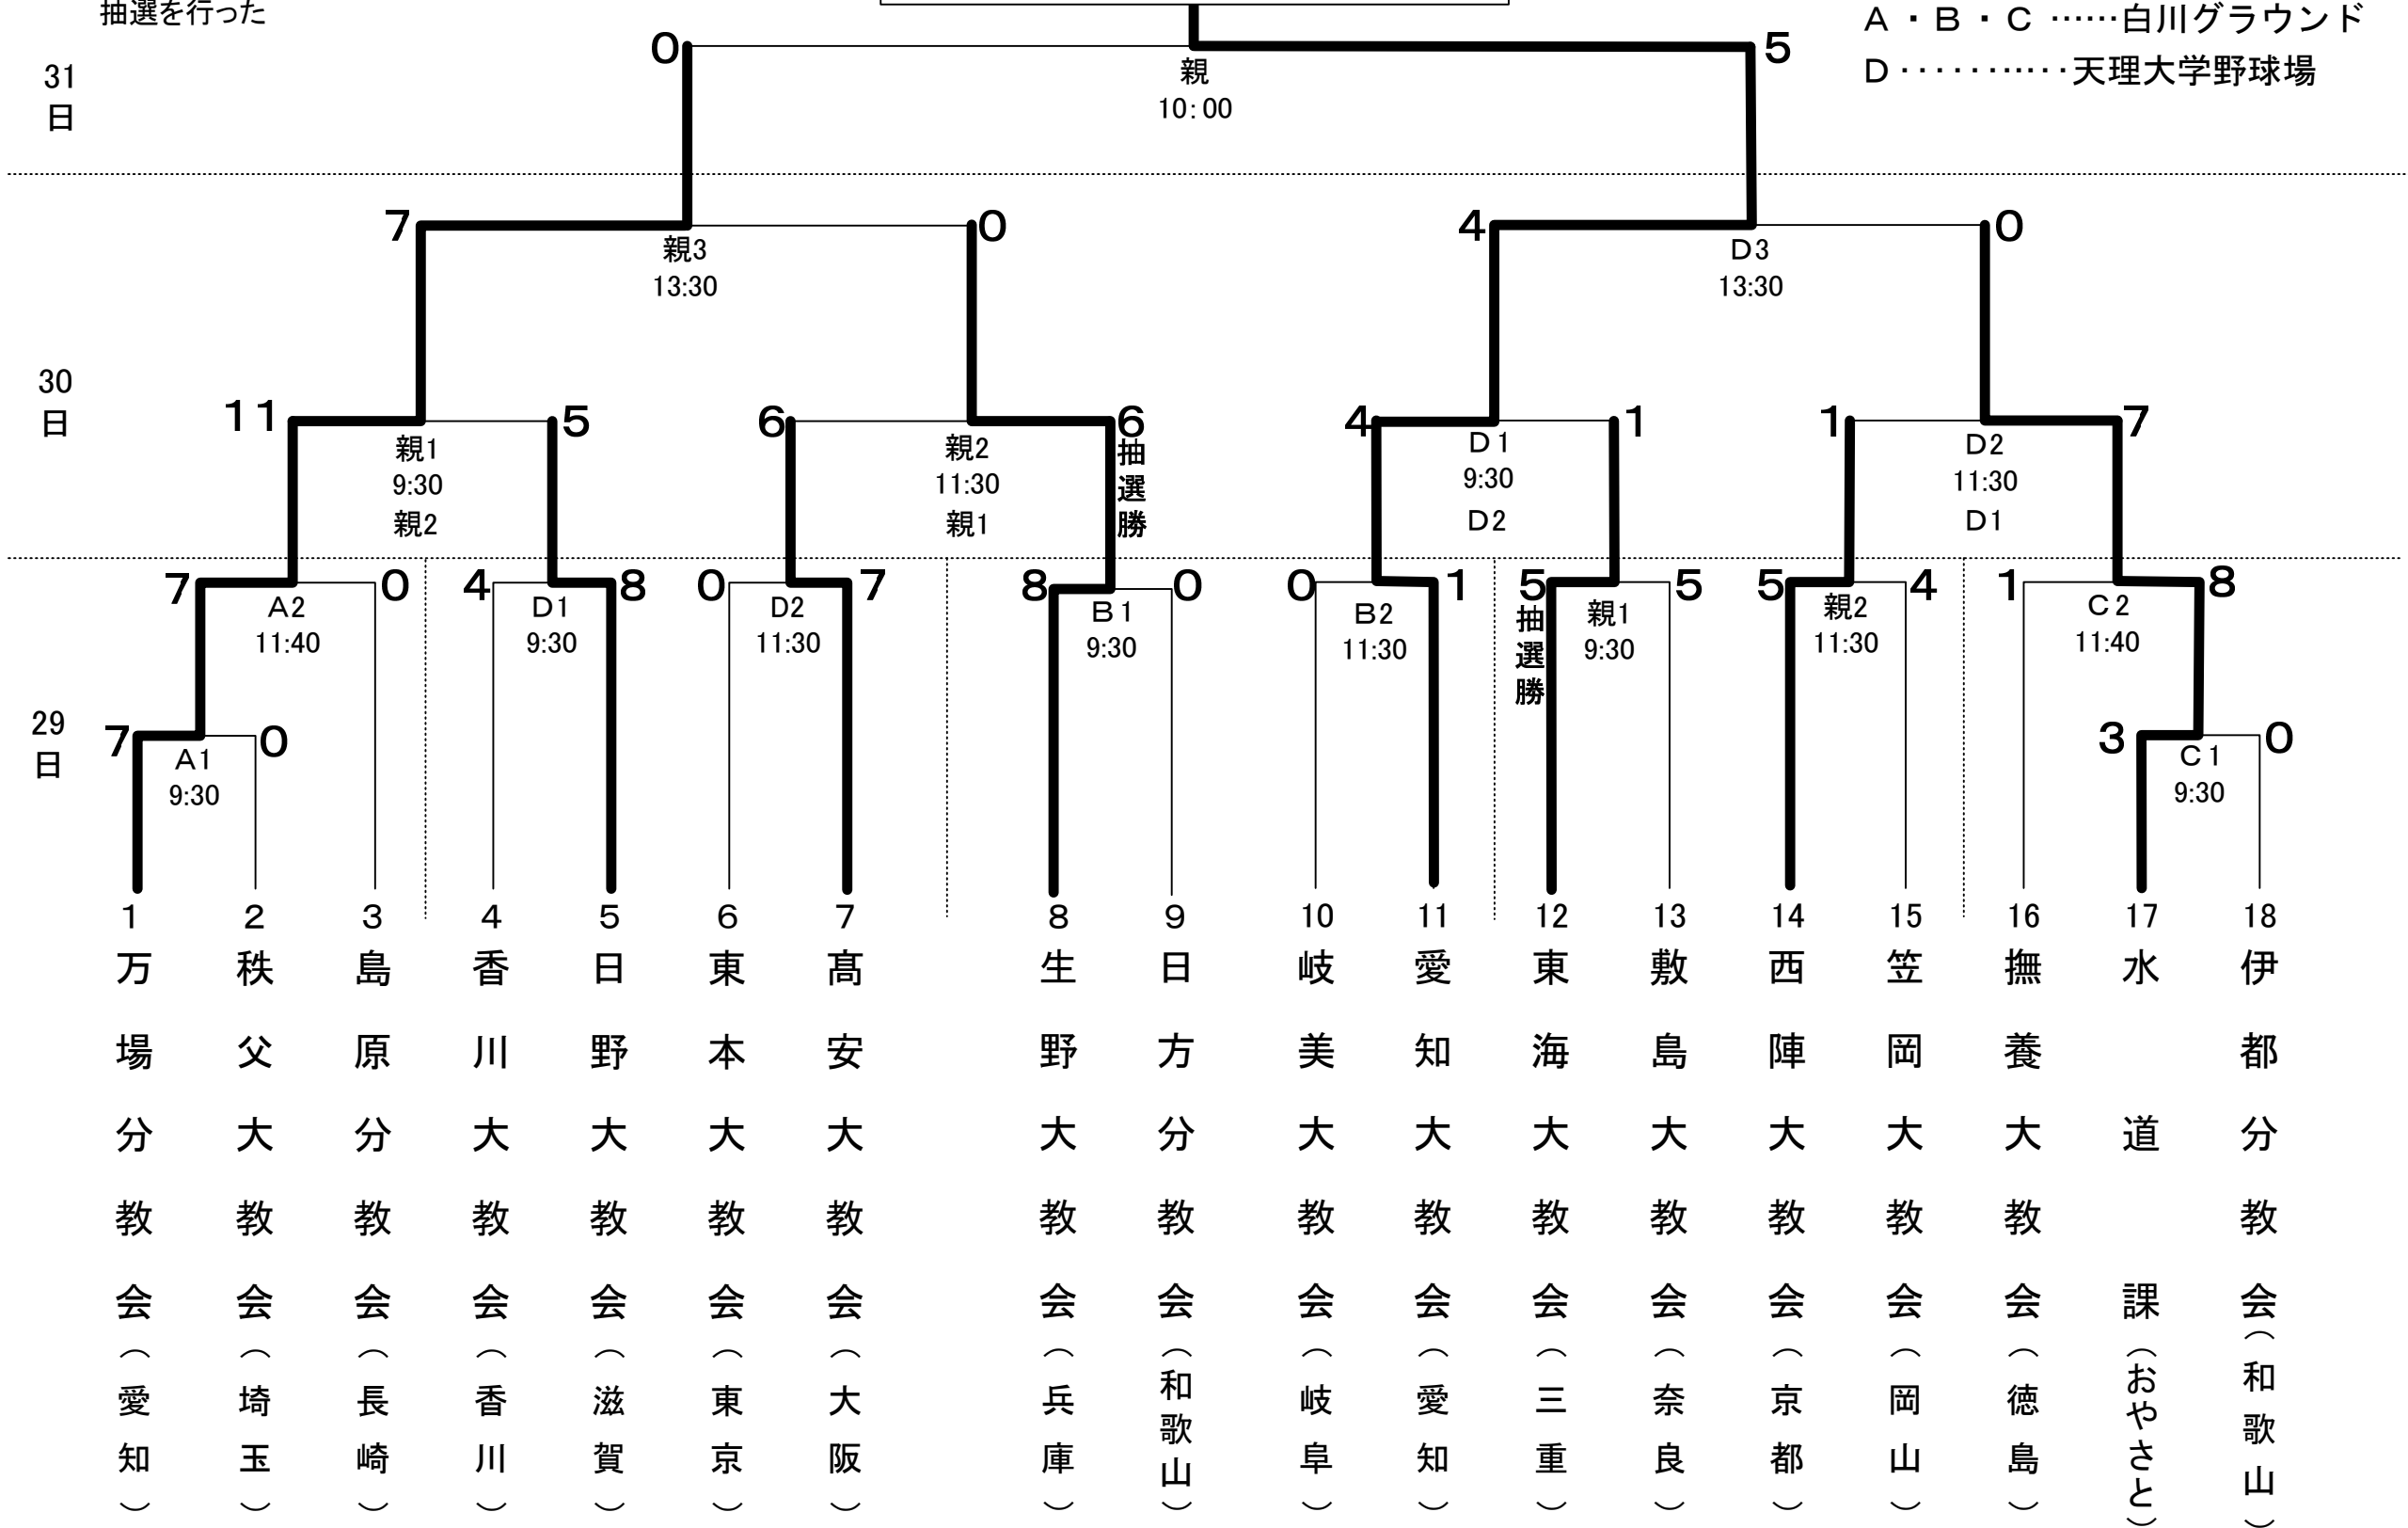 抽選を行った
A・B・C ……白川グラウンド
D ‥‥‥…‥天理大学野球場
31
日
0
5
親
10:00
7
0
親3
13:30
4
0
D3
13:30
30
日
11
5
親1
9:30
親2
6
6
抽選勝
親2
11:30
親1
4
1
D1
9:30
D2
1
7
D2
11:30
D1
7
0
A2
11:40
4
8
D1
9:30
0
7
D2
11:30
8
0
B1
9:30
0
1
B2
11:30
5
5
抽選勝
親1
9:30
5
4
親2
11:30
1
8
C2
11:40
29
日
7
0
A1
9:30
3
0
C1
9:30
1
万場分教会(愛知)
2
秩父大教会(埼玉)
3
島原分教会(長崎)
4
香川大教会(香川)
5
日野大教会(滋賀)
6
東本大教会(東京)
7
髙安大教会(大阪)
8
生野大教会(兵庫)
9
日方分教会(和歌山)
10
岐美大教会(岐阜)
11
愛知大教会(愛知)
12
東海大教会(三重)
13
敷島大教会(奈良)
14
西陣大教会(京都)
15
笠岡大教会(岡山)
16
撫養大教会(徳島)
17
水道課(おやさと)
18
伊都分教会(和歌山)